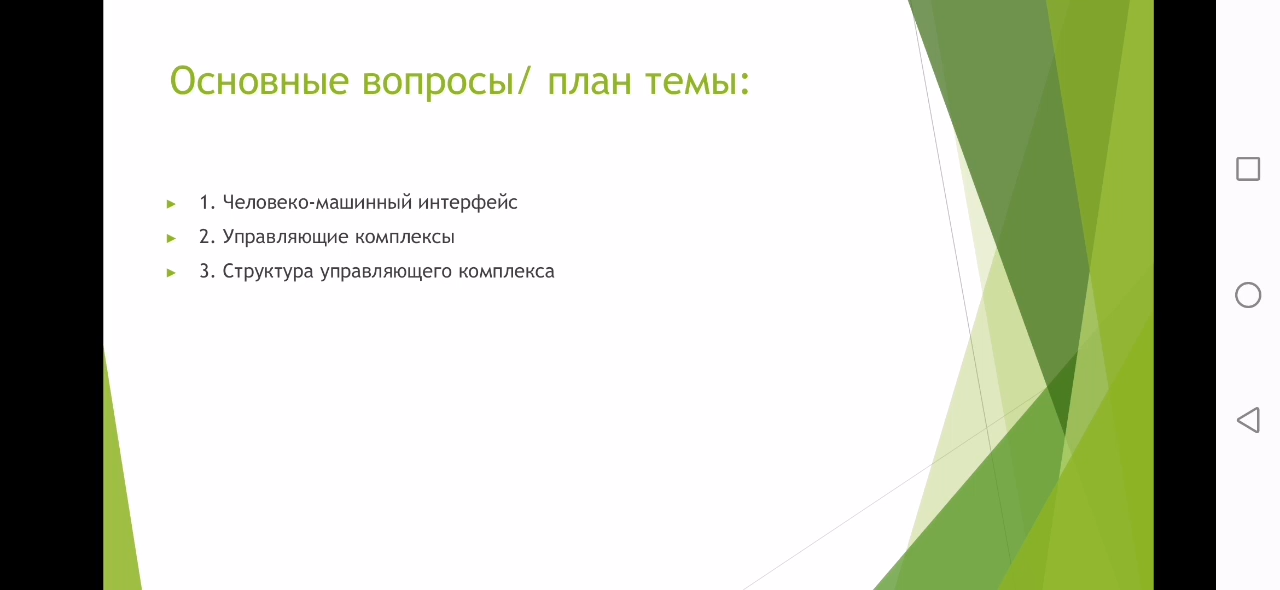 Основные вопросы/ план темы:
1. Человеко-машинный интерфейс
2. Управляющие комплексы
3. Структура управляющего комплекса